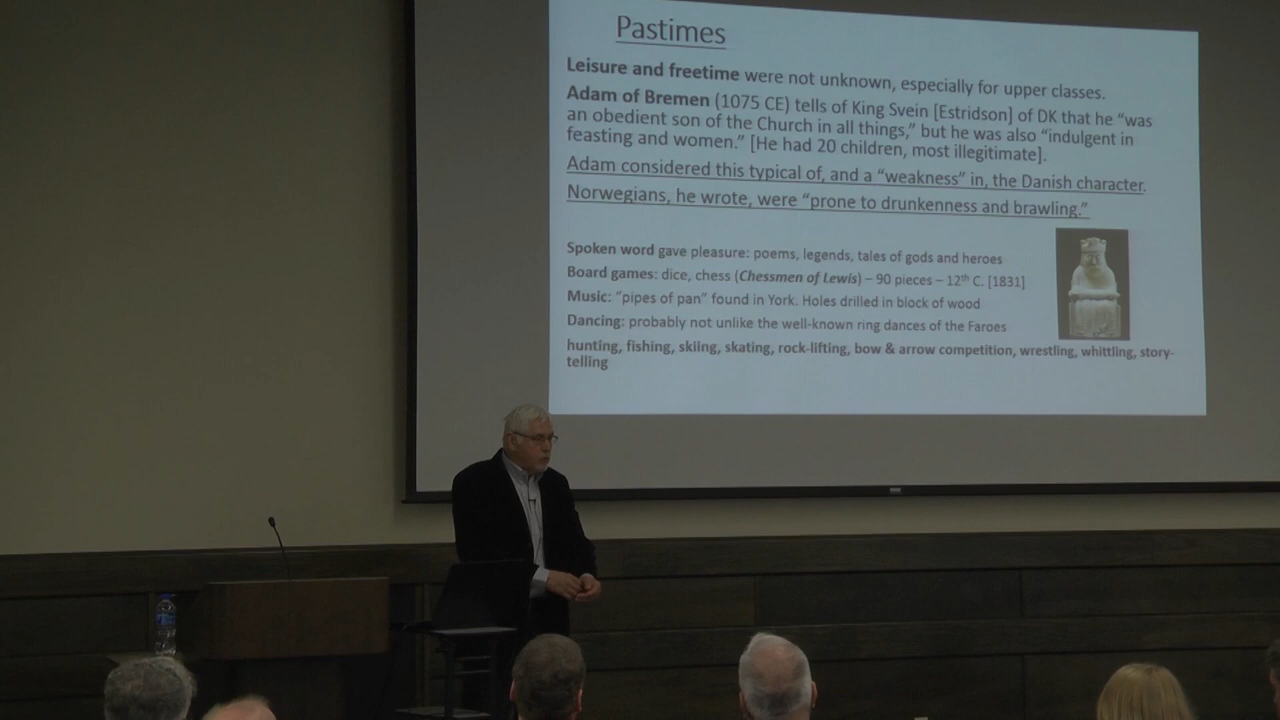 Pastimes
Leisure and freetime were not unknown, especially for upper classes.
Adam of Bremen (1075 CE) tells of King Svein [Estridson] of DK that he “was
an obedient son of the Church in all things,” but he was also “indulgent in
feasting and women.” [He had 20 children, most illegitimate].
Adam considered this typical of, and a “weakness” in, the Danish character.
Norwegians, he wrote, were “prone to drunkenness and brawling.”
Spoken word gave pleasure: poems, legends, tales of gods and heroes
Board games: dice, chess (Chessmen of Lewis) – 90 pieces – 12th C. [1831]
Music: “pipes of pan” found in York. Holes drilled in block of wood
Dancing: probably not unlike the well-known ring dances of the Faroes
hunting, fishing, skiing, skating, rock-lifting, bow & arrow competition, wrestling, whittling, story-
telling